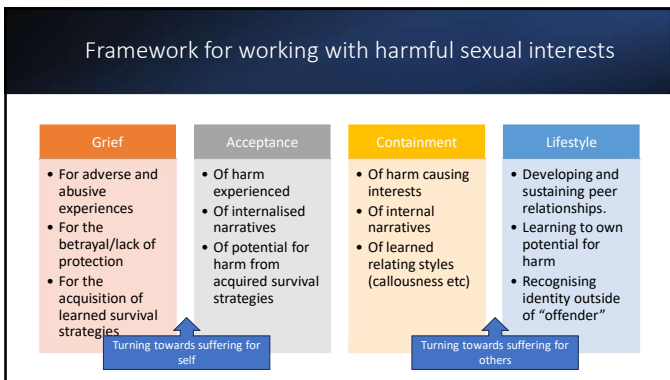 Framework for working with harmful sexual interests
Grief
• For adverse and
abusive
experiences
• For the
betrayal/lack of
protection
• For the
acquisition of
learned survival
strategies
Acceptance
• Of harm
experienced
• Of internalised
narratives
• Of potential for
harm from
acquired survival
strategies
Turning towards suffering for
self
Containment
• Of harm causing
interests
• Of internal
narratives
• Of learned
relating styles
(callousness etc)
Lifestyle
• Developing and
sustaining peer
relationships.
• Learning to own
potential for
harm
• Recognising
identity outside
of “offender”
Turning towards suffering for
others